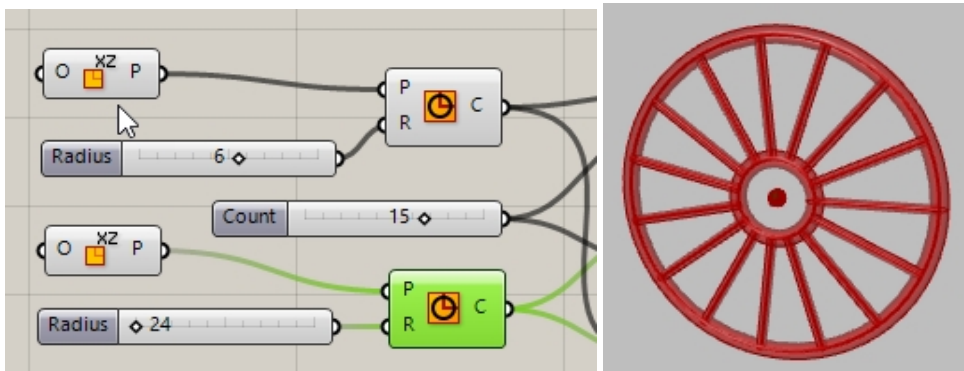 O XZ P
P
R C
Radius 6
Count 15
O XZ P
P
R C
Radius 24